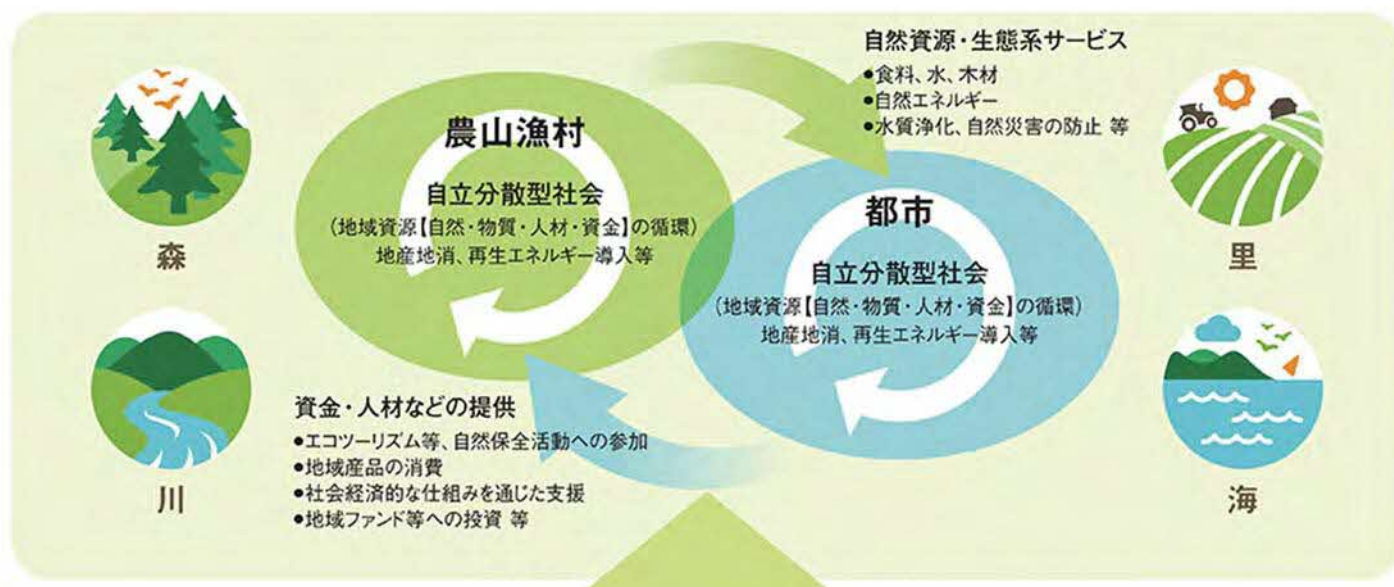 自然資源・生態系サービス
●食料、水、木材
●自然エネルギー
●水質浄化、自然災害の防止 等
農山漁村
自立分散型社会
(地域資源【自然・物質・人材・資金】の循環)
地産地消、再生エネルギー導入等
都市
自立分散型社会
(地域資源【自然・物質・人材・資金】の循環)
地産地消、再生エネルギー導入等
森
里
資金・人材などの提供
●エコツーリズム等、自然保全活動への参加
●地域産品の消費
●社会経済的な仕組みを通じた支援
●地域ファンド等への投資 等
川
海